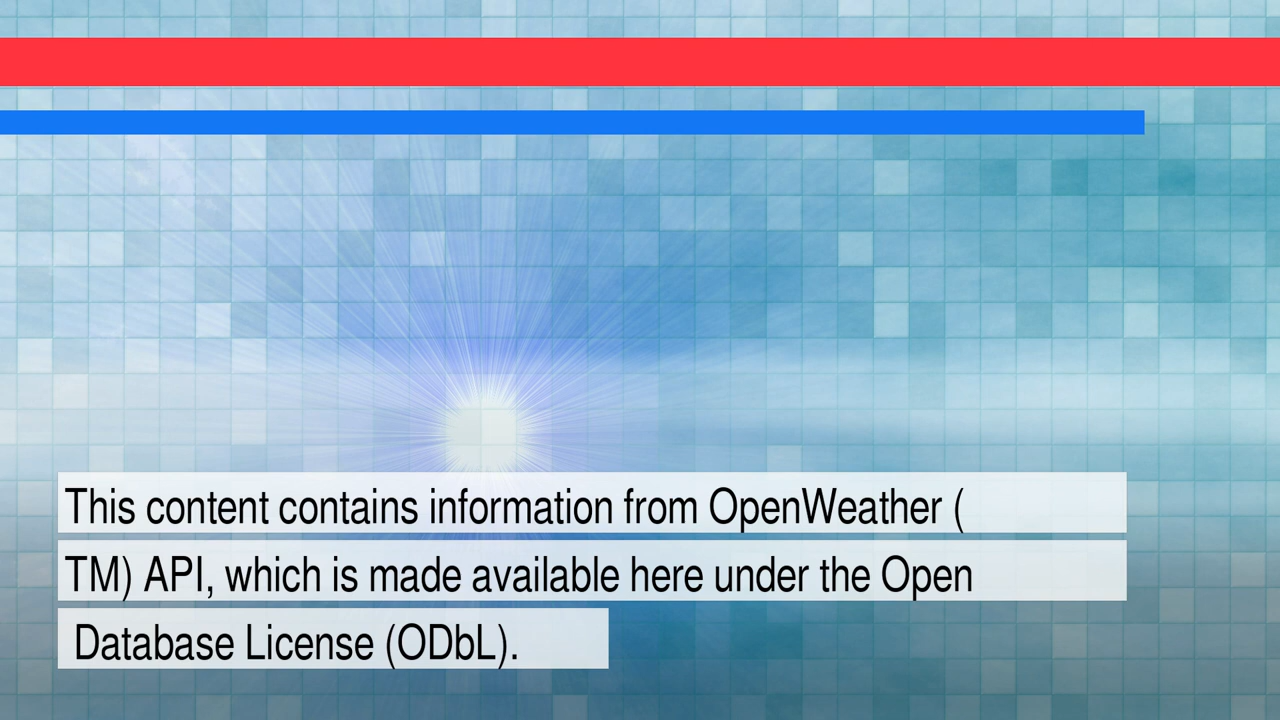 This content contains information from OpenWeather (
TM) API, which is made available here under the Open
Database License (ODbL).